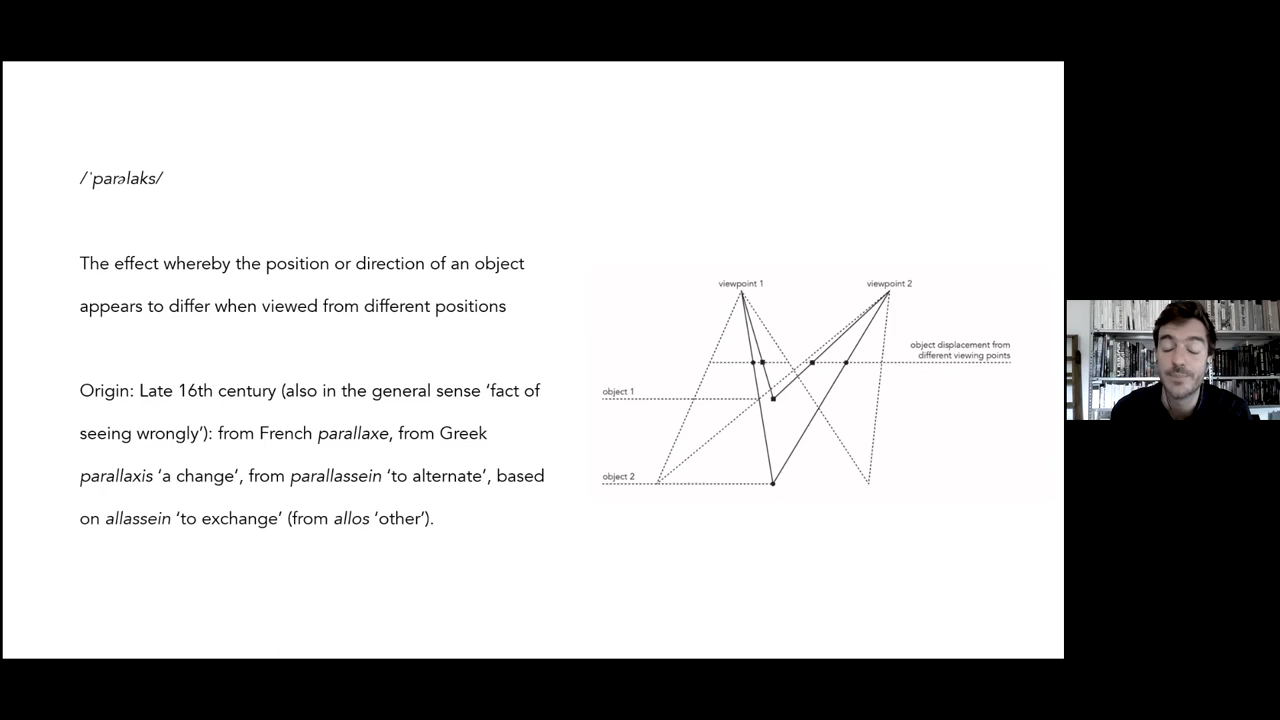 /ˈparəlaks/
The effect whereby the position or direction of an object
appears to differ when viewed from different positions
Origin: Late 16th century (also in the general sense ‘fact of
seeing wrongly’): from French parallaxe, from Greek
parallaxis ‘a change’, from parallassein ‘to alternate’, based
on allassein ‘to exchange’ (from allos ‘other’).
viewpoint 1
viewpoint 2
object displacement from
different viewing points
object 1
object 2